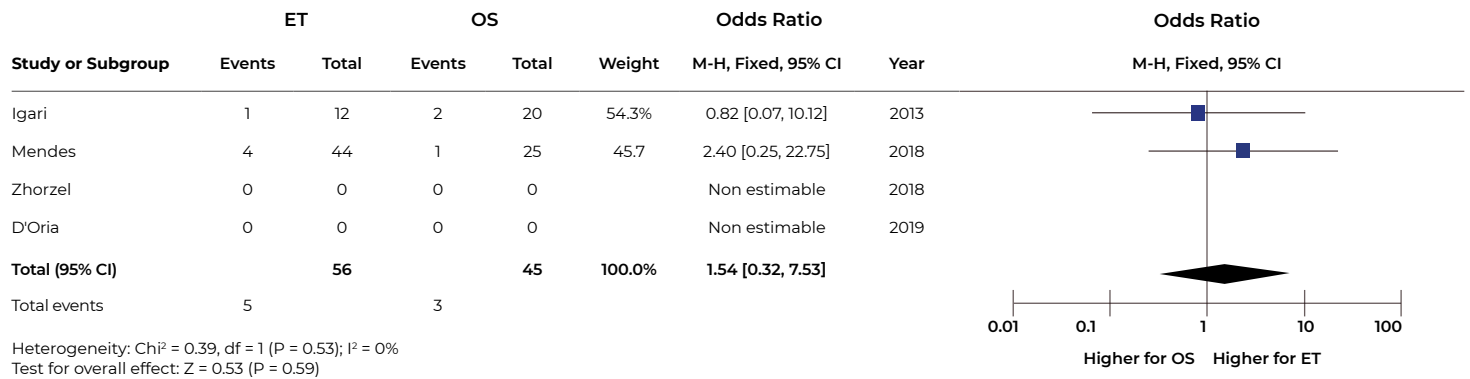 ET OS Odds Ratio Odds Ratio
Study or Subgroup Events Total Events Total Weight M-H, Fixed, 95% CI Year M-H, Fixed, 95% CI
Igari 1 12 2 20 54.3% 0.82 [0.07, 10.12] 2013
Mendes 4 44 1 25 45.7 2.40 [0.25, 22.75] 2018
Zhorzel 0 0 0 0 Non estimable 2018
D'Oria 0 0 0 0 Non estimable 2019
Total (95% CI) 56 45 100.0% 1.54 [0.32, 7.53]
Total events 5 3
0.01 0.1 1 10 100
Heterogeneity: Chi² = 0.39, df = 1 (P = 0.53); I² = 0%
Higher for OS Higher for ET
Test for overall effect: Z = 0.53 (P = 0.59)